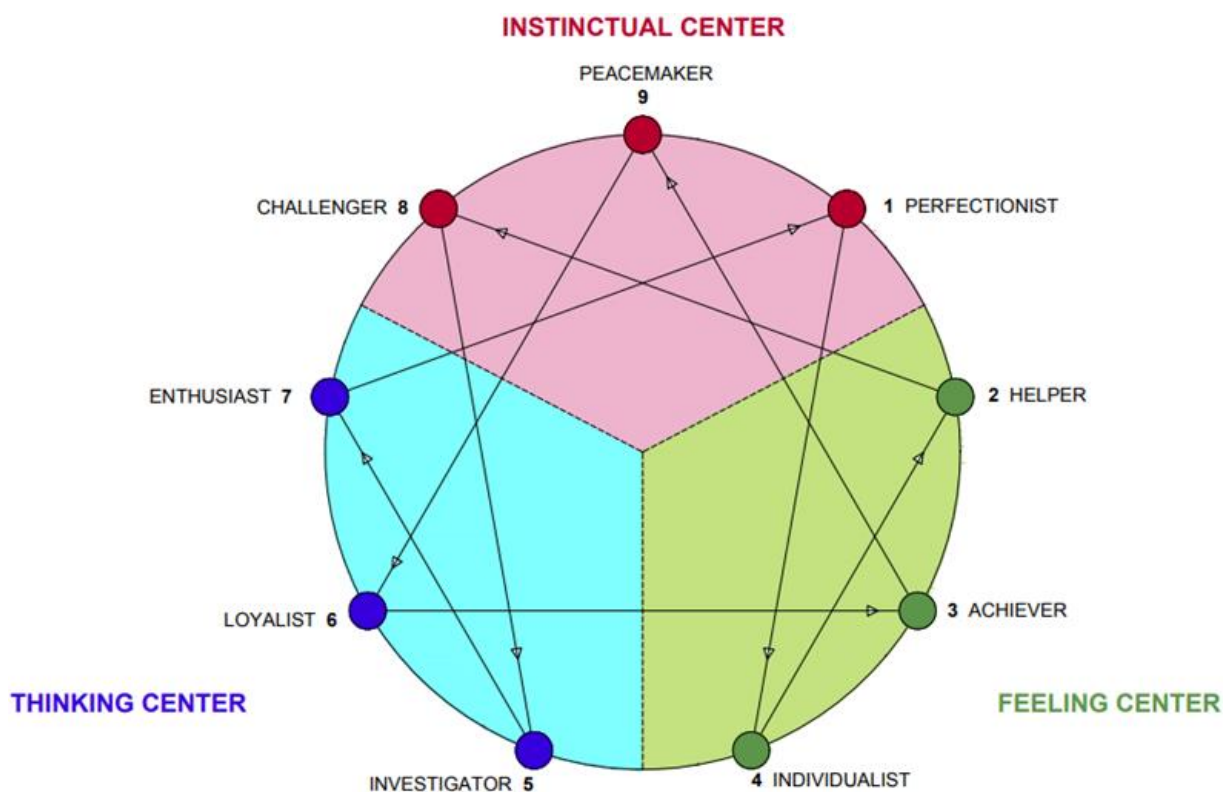 INSTINCTUAL CENTER
PEACEMAKER
9
CHALLENGER 8
1 PERFECTIONIST
ENTHUSIAST 7
2 HELPER
LOYALIST 6
3 ACHIEVER
THINKING CENTER
FEELING CENTER
INVESTIGATOR 5
4 INDIVIDUALIST